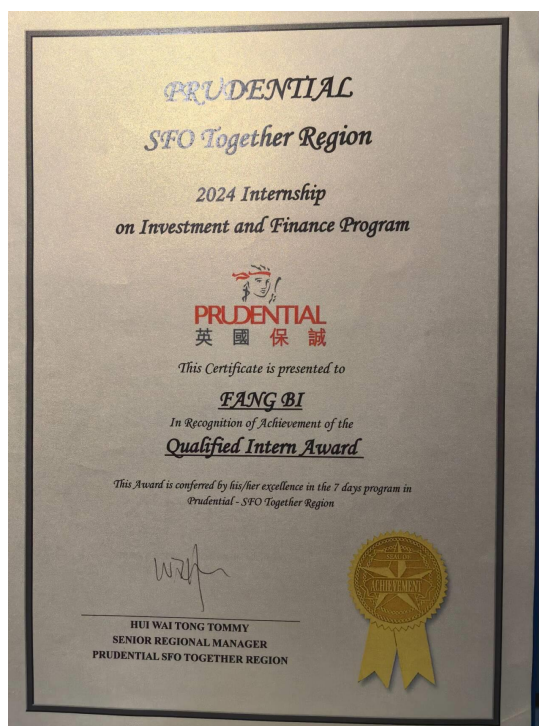 PRUDENTIAL
SFO Together Region
2024 Internship
on Investment and Finance Program
PRUDENTIAL
英國保誠
This Certificate is presented to
FANG BI
In Recognition of Achievement of the
Qualified Intern Award
This Award is conferred by his/her excellence in the 7 days program in
Prudential - SFO Together Region
ACHIEVEMENT
HUI WAI TONG TOMMY
SENIOR REGIONAL MANAGER
PRUDENTIAL SFO TOGETHER REGION